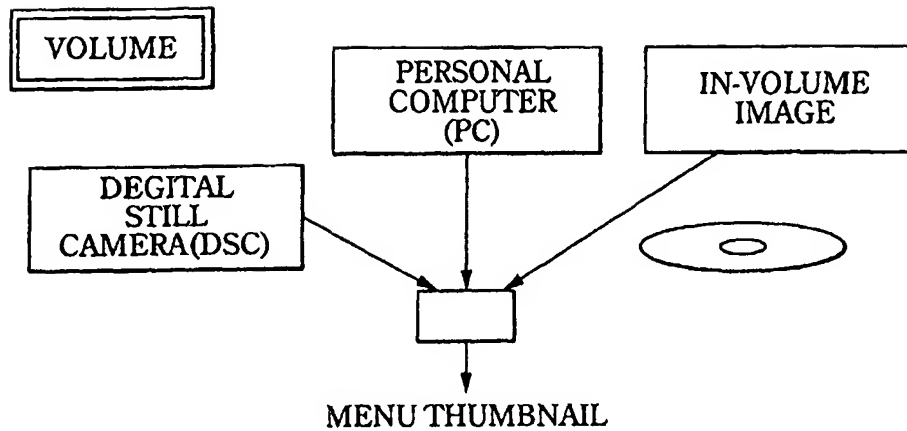 VOLUME
PERSONAL
COMPUTER
(PC)
IN-VOLUME
IMAGE
DEGITAL
STILL
CAMERA(DSC)
MENU THUMBNAIL